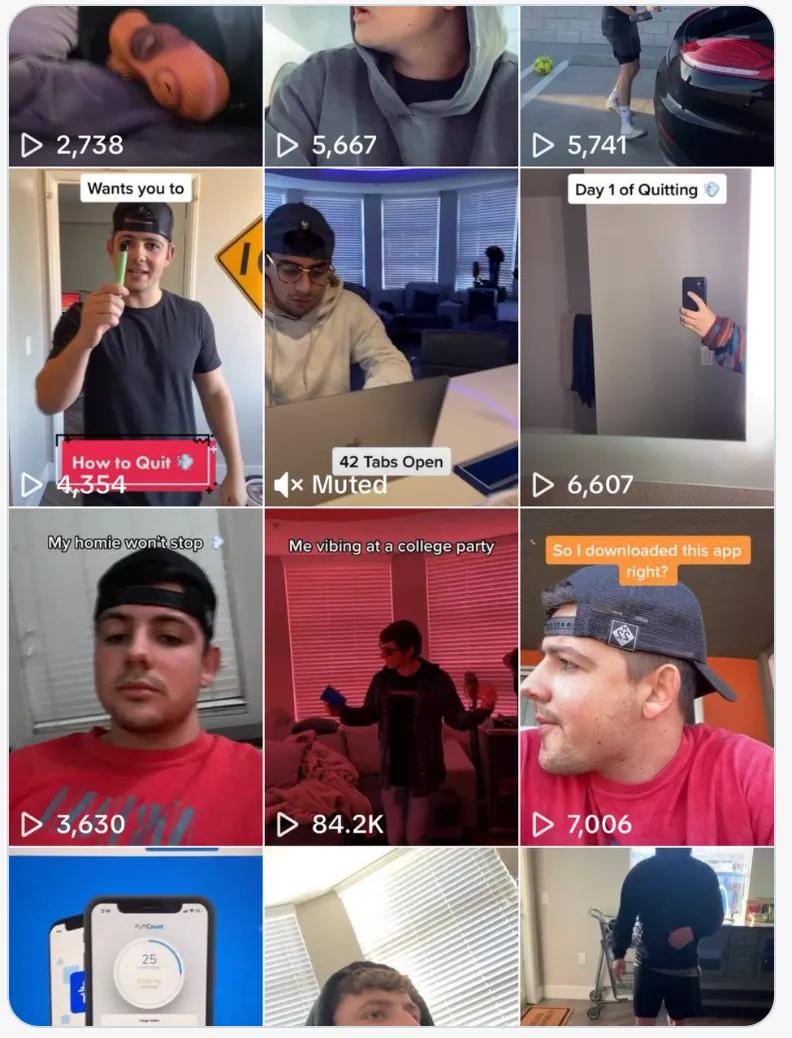 2,738
5,667
5,741
Wants you to
How to Quit 💨
4,354
42 Tabs Open
Muted
Day 1 of Quitting 💨
6,607
My homie won't stop 💨
3,630
Me vibing at a college party
84.2K
So I downloaded this app
right?
7,006
PuffCount
25